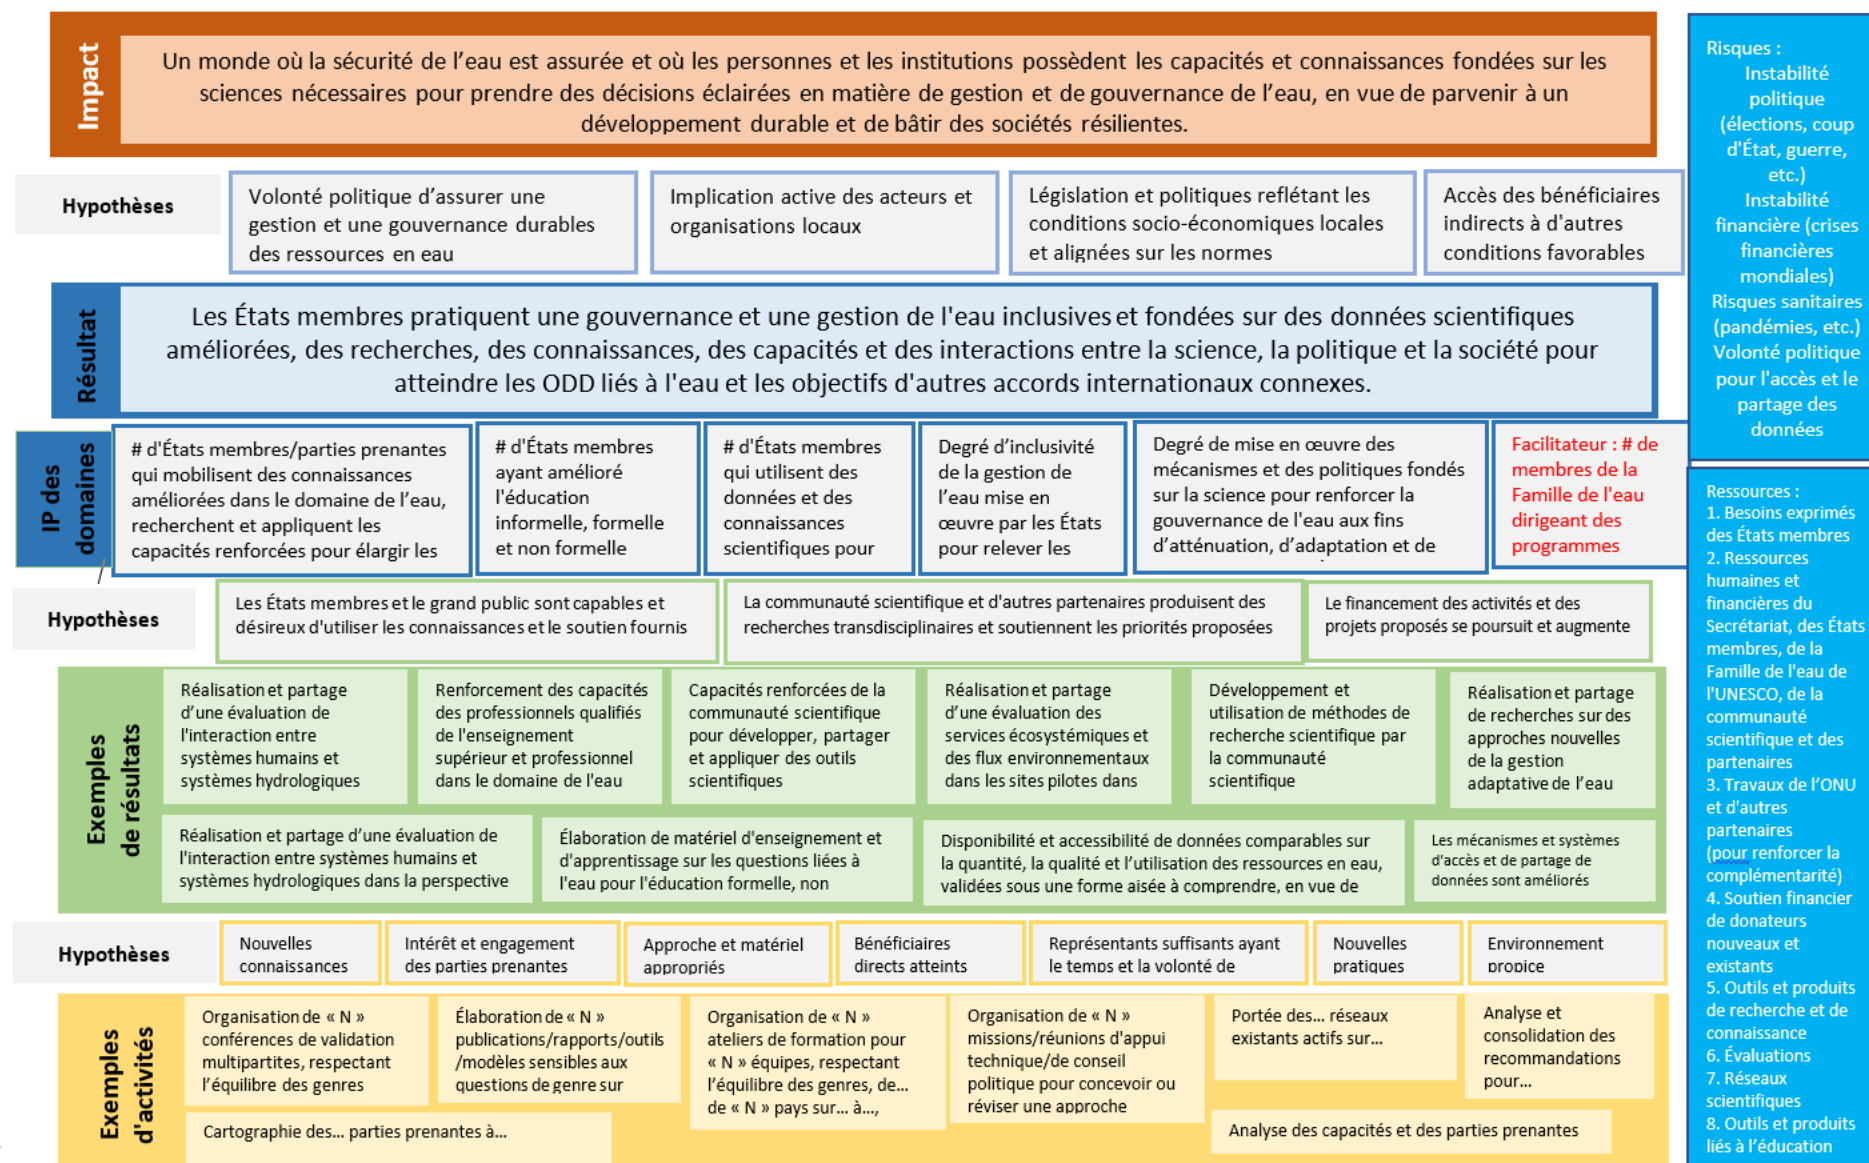 Impact
Un monde où la sécurité de l’eau est assurée et où les personnes et les institutions possèdent les capacités et connaissances fondées sur les
sciences nécessaires pour prendre des décisions éclairées en matière de gestion et de gouvernance de l’eau, en vue de parvenir à un
développement durable et de bâtir des sociétés résilientes.
Hypothèses
Volonté politique d’assurer une
gestion et une gouvernance durables
des ressources en eau
Implication active des acteurs et
organisations locaux
Législation et politiques reflétant les
conditions socio-économiques locales
et alignées sur les normes
Accès des bénéficiaires
indirects à d'autres
conditions favorables
Résultat
Les États membres pratiquent une gouvernance et une gestion de l'eau inclusives et fondées sur des données scientifiques
améliorées, des recherches, des connaissances, des capacités et des interactions entre la science, la politique et la société pour
atteindre les ODD liés à l'eau et les objectifs d'autres accords internationaux connexes.
IP des
domaines
# d'États membres/parties prenantes
qui mobilisent des connaissances
améliorées dans le domaine de l’eau,
recherchent et appliquent les
capacités renforcées pour élargir les
# d'États membres
ayant amélioré
l'éducation
informelle, formelle
et non formelle
# d'États membres
qui utilisent des
données et des
connaissances
scientifiques pour
Degré d’inclusivité
de la gestion de
l’eau mise en
œuvre par les États
pour relever les
Degré de mise en œuvre des
mécanismes et des politiques fondés
sur la science pour renforcer la
gouvernance de l'eau aux fins
d’atténuation, d’adaptation et de
Facilitateur : # de
membres de la
Famille de l'eau
dirigeant des
programmes
Hypothèses
Les États membres et le grand public sont capables et
désireux d'utiliser les connaissances et le soutien fournis
La communauté scientifique et d'autres partenaires produisent des
recherches transdisciplinaires et soutiennent les priorités proposées
Le financement des activités et des
projets proposés se poursuit et augmente
Exemples
de résultats
Réalisation et partage
d’une évaluation de
l'interaction entre
systèmes humains et
systèmes hydrologiques
Renforcement des capacités
des professionnels qualifiés
de l'enseignement
supérieur et professionnel
dans le domaine de l'eau
Capacités renforcées de la
communauté scientifique
pour développer, partager
et appliquer des outils
scientifiques
Réalisation et partage
d’une évaluation des
services écosystémiques et
des flux environnementaux
dans les sites pilotes dans
Développement et
utilisation de méthodes de
recherche scientifique par
la communauté
scientifique
Réalisation et partage
de recherches sur des
approches nouvelles
de la gestion
adaptative de l’eau
Réalisation et partage d’une évaluation de
l'interaction entre systèmes humains et
systèmes hydrologiques dans la perspective
Élaboration de matériel d'enseignement et
d'apprentissage sur les questions liées à
l'eau pour l'éducation formelle, non
Disponibilité et accessibilité de données comparables sur
la quantité, la qualité et l’utilisation des ressources en eau,
validées sous une forme aisée à comprendre, en vue de
Les mécanismes et systèmes
d'accès et de partage de
données sont améliorés
Hypothèses
Nouvelles
connaissances
Intérêt et engagement
des parties prenantes
Approche et matériel
appropriés
Bénéficiaires
directs atteints
Représentants suffisants ayant
le temps et la volonté de
Nouvelles
pratiques
Environnement
propice
Exemples
d'activités
Organisation de « N »
conférences de validation
multipartites, respectant
l’équilibre des genres
Élaboration de « N »
publications/rapports/outils
/modèles sensibles aux
questions de genre sur
Organisation de « N »
ateliers de formation pour
« N » équipes, respectant
l’équilibre des genres, de…
de « N » pays sur… à…,
Organisation de « N »
missions/réunions d'appui
technique/de conseil
politique pour concevoir ou
réviser une approche
Portée des… réseaux
existants actifs sur…
Analyse et
consolidation des
recommandations
pour…
Cartographie des… parties prenantes à…
Analyse des capacités et des parties prenantes
Risques :
Instabilité
politique
(élections, coup
d'État, guerre,
etc.)
Instabilité
financière (crises
financières
mondiales)
Risques sanitaires
(pandémies, etc.)
Volonté politique
pour l'accès et le
partage des
données
Ressources :
1. Besoins exprimés
des États membres
2. Ressources
humaines et
financières du
Secrétariat, des États
membres, de la
Famille de l'eau de
l'UNESCO, de la
communauté
scientifique et des
partenaires
3. Travaux de l’ONU
et d'autres
partenaires
(pour renforcer la
complémentarité)
4. Soutien financier
de donateurs
nouveaux et
existants
5. Outils et produits
de recherche et de
connaissance
6. Évaluations
7. Réseaux
scientifiques
8. Outils et produits
liés à l’éducation